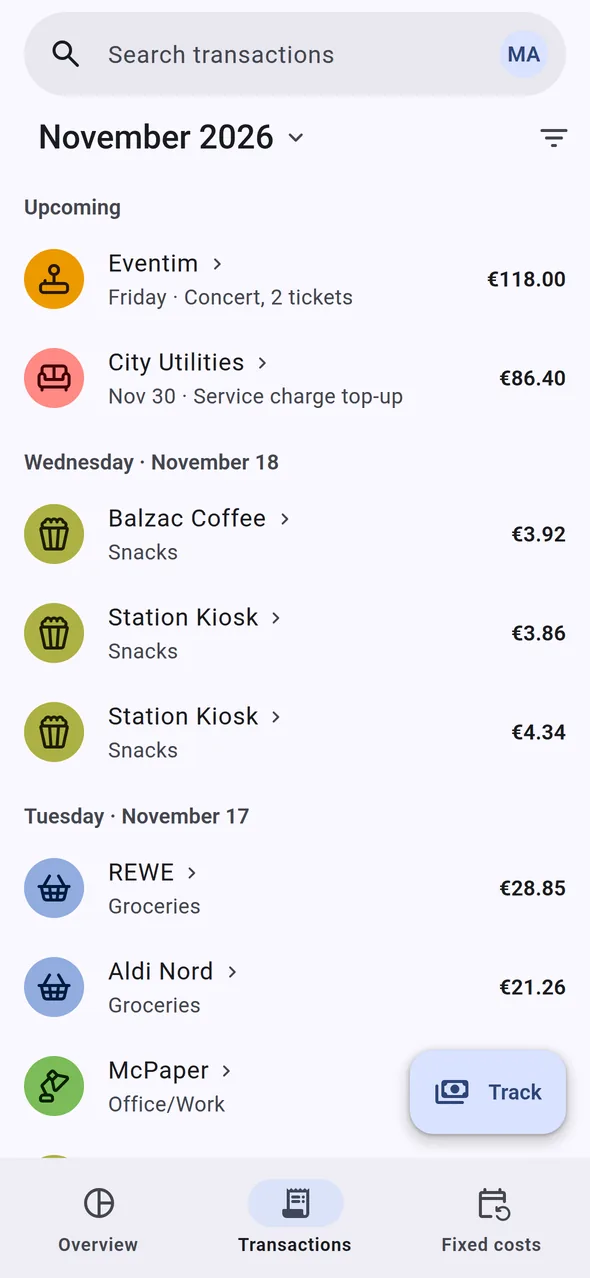 Search transactions
MA
November 2026
Upcoming
Eventim
€118.00
Friday · Concert, 2 tickets
City Utilities
€86.40
Nov 30 · Service charge top-up
Wednesday · November 18
Balzac Coffee
€3.92
Snacks
Station Kiosk
€3.86
Snacks
Station Kiosk
€4.34
Snacks
Tuesday · November 17
REWE
€28.85
Groceries
Aldi Nord
€21.26
Groceries
McPaper
Office/Work
Track
Overview
Transactions
Fixed costs